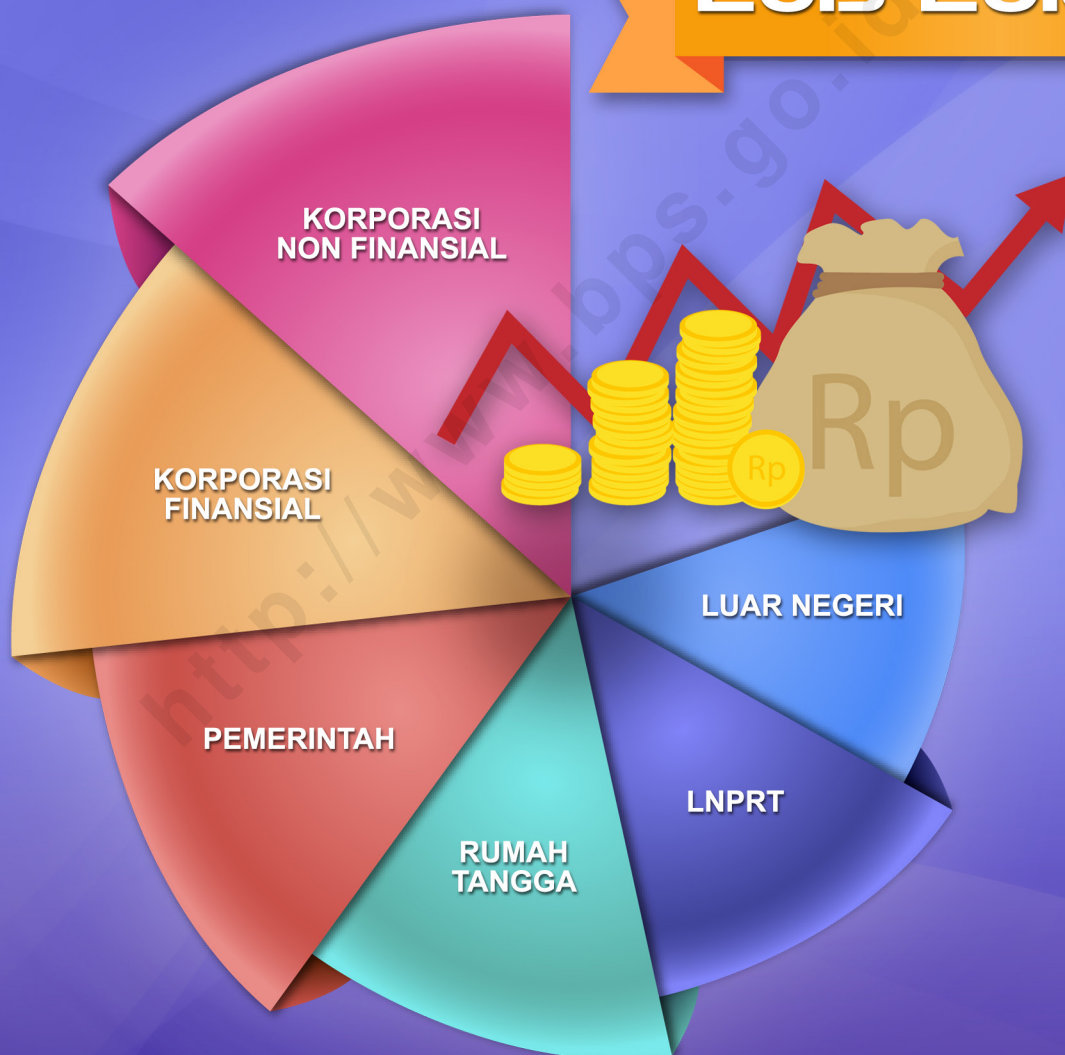 KORPORASI
NON FINANSIAL
KORPORASI
FINANSIAL
PEMERINTAH
RUMAH
TANGGA
LNPRT
LUAR NEGERI
Rp
Rp
http://www.bps.go.id